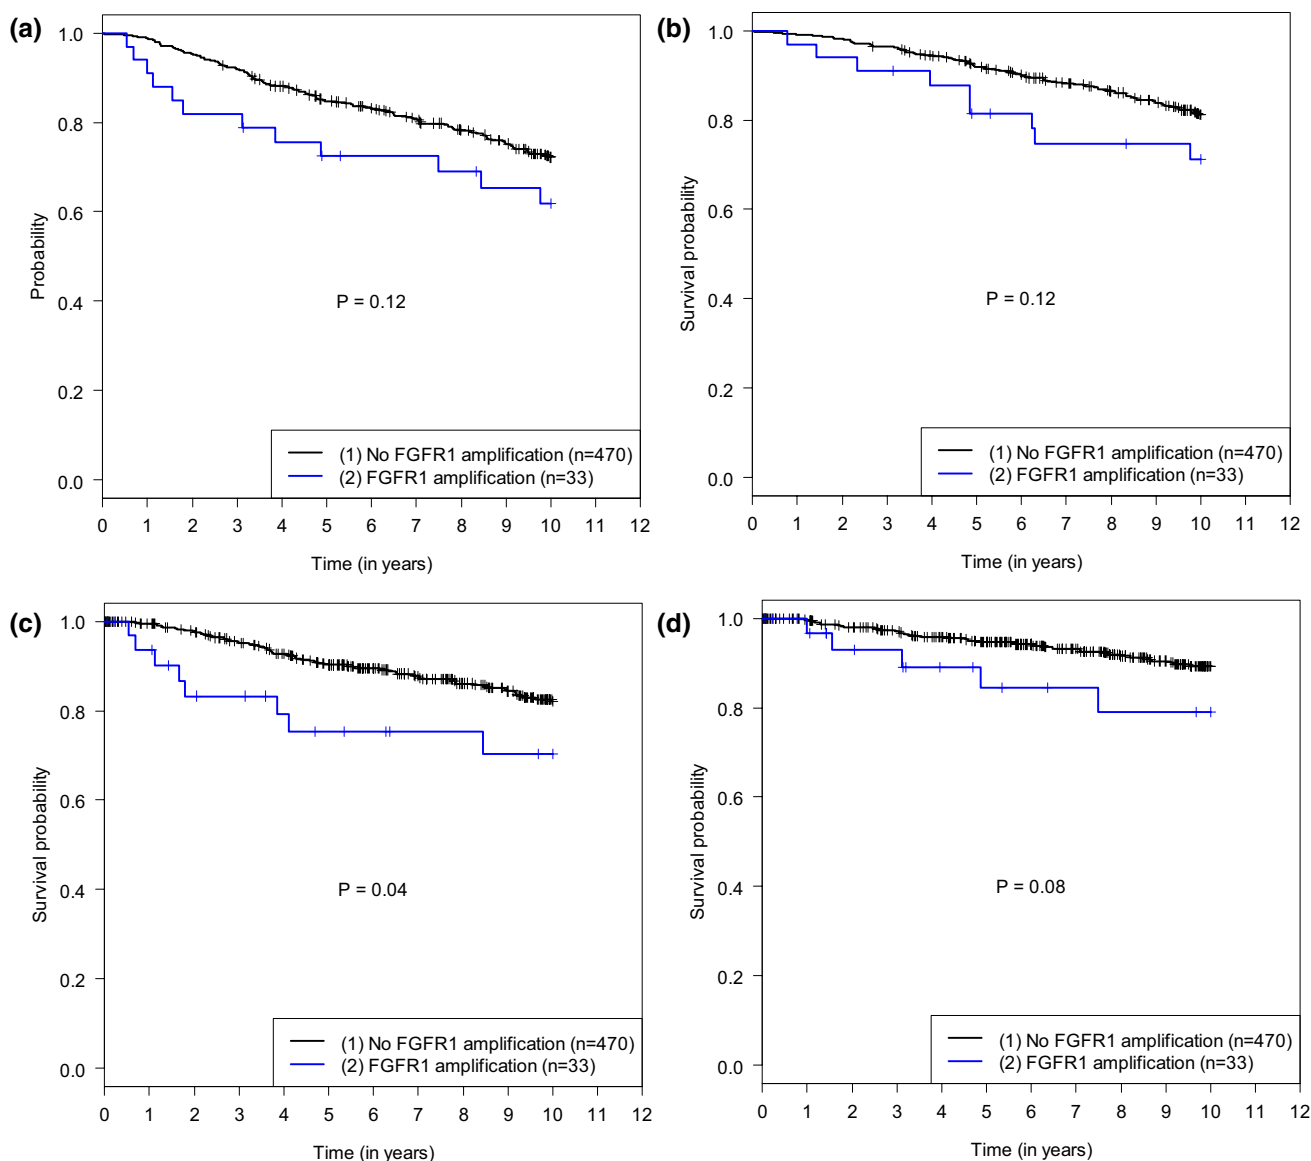 (a)
Probability
1.0
0.8
0.6
0.4
0.2
0.0
P = 0.12
(1) No FGFR1 amplification (n=470)
(2) FGFR1 amplification (n=33)
0 1 2 3 4 5 6 7 8 9 10 11 12
Time (in years)
(b)
Survival probability
1.0
0.8
0.6
0.4
0.2
0.0
P = 0.12
(1) No FGFR1 amplification (n=470)
(2) FGFR1 amplification (n=33)
0 1 2 3 4 5 6 7 8 9 10 11 12
Time (in years)
(c)
Survival probability
1.0
0.8
0.6
0.4
0.2
0.0
P = 0.04
(1) No FGFR1 amplification (n=470)
(2) FGFR1 amplification (n=33)
0 1 2 3 4 5 6 7 8 9 10 11 12
Time (in years)
(d)
Survival probability
1.0
0.8
0.6
0.4
0.2
0.0
P = 0.08
(1) No FGFR1 amplification (n=470)
(2) FGFR1 amplification (n=33)
0 1 2 3 4 5 6 7 8 9 10 11 12
Time (in years)